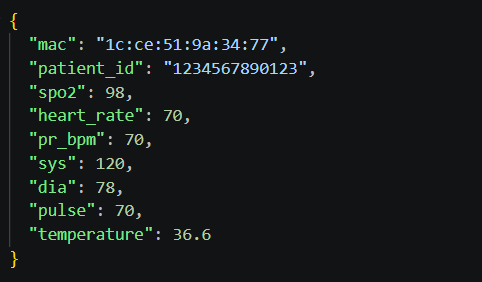 {
  "mac": "1c:ce:51:9a:34:77",
  "patient_id": "1234567890123",
  "spo2": 98,
  "heart_rate": 70,
  "pr_bpm": 70,
  "sys": 120,
  "dia": 78,
  "pulse": 70,
  "temperature": 36.6
}